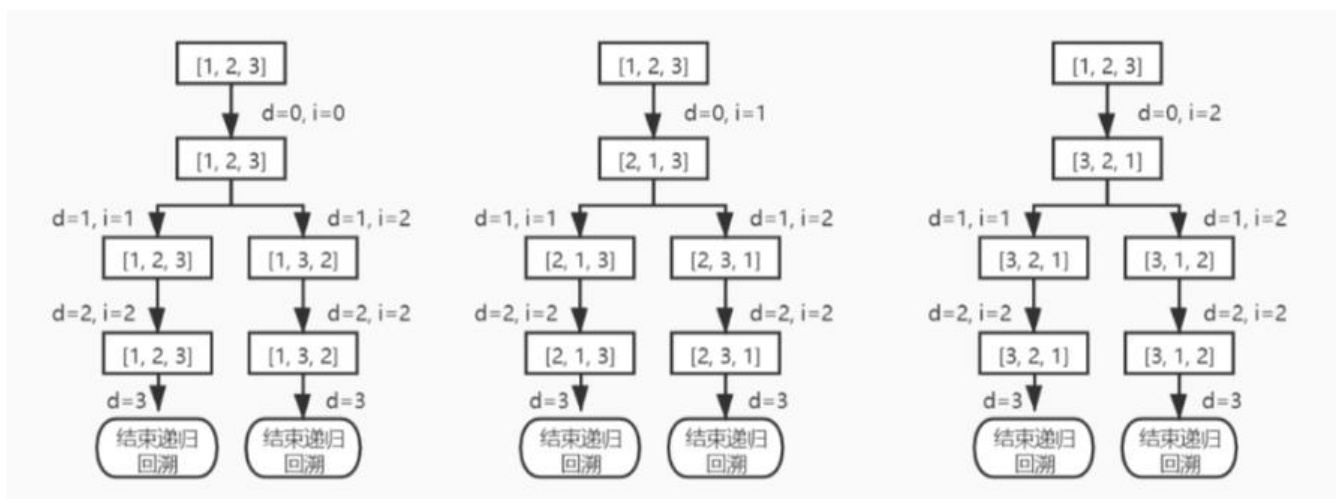 [1, 2, 3]
d=0, i=0
[1, 2, 3]
d=1, i=1
d=1, i=2
[1, 2, 3]
[1, 3, 2]
d=2, i=2
d=2, i=2
[1, 2, 3]
[1, 3, 2]
d=3
d=3
结束递归
回溯
结束递归
回溯
[1, 2, 3]
d=0, i=1
[2, 1, 3]
d=1, i=1
d=1, i=2
[2, 1, 3]
[2, 3, 1]
d=2, i=2
d=2, i=2
[2, 1, 3]
[2, 3, 1]
d=3
d=3
结束递归
回溯
结束递归
回溯
[1, 2, 3]
d=0, i=2
[3, 2, 1]
d=1, i=1
d=1, i=2
[3, 2, 1]
[3, 1, 2]
d=2, i=2
d=2, i=2
[3, 2, 1]
[3, 1, 2]
d=3
d=3
结束递归
回溯
结束递归
回溯